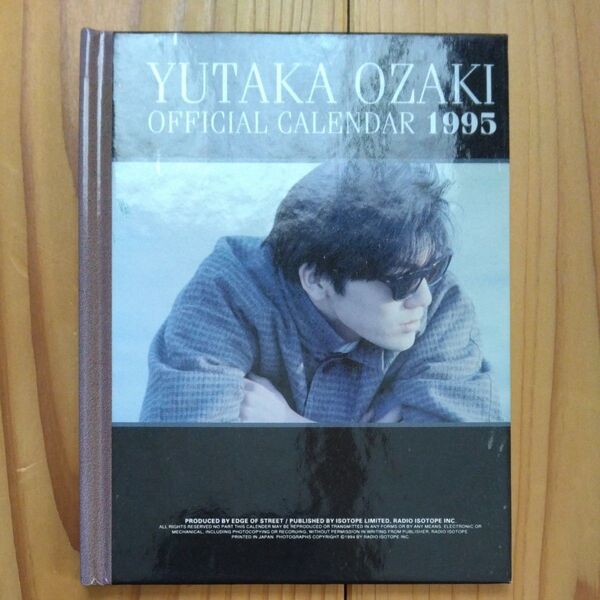 YUTAKA OZAKI
OFFICIAL CALENDAR 1995
PRODUCED BY EDGE OF STREET / PUBLISHED BY ISOTOPE LIMITED, RADIO ISOTOPE INC.
ALL RIGHTS RESERVED NO PART THIS CALENDER MAY BE REPRODUCED OR TRANSMITTED IN ANY FORMS OR BY ANY MEANS, ELECTRONIC OR
MECHANICAL, INCLUDING PHOTOCOPYING OR RECORDING, WITHOUT PERMISSION IN WRITING FROM PUBLISHER, RADIO ISOTOPE
PRINTED IN JAPAN PHOTOGRAPHS COPYRIGHT ©1994 BY RADIO ISOTOPE INC.